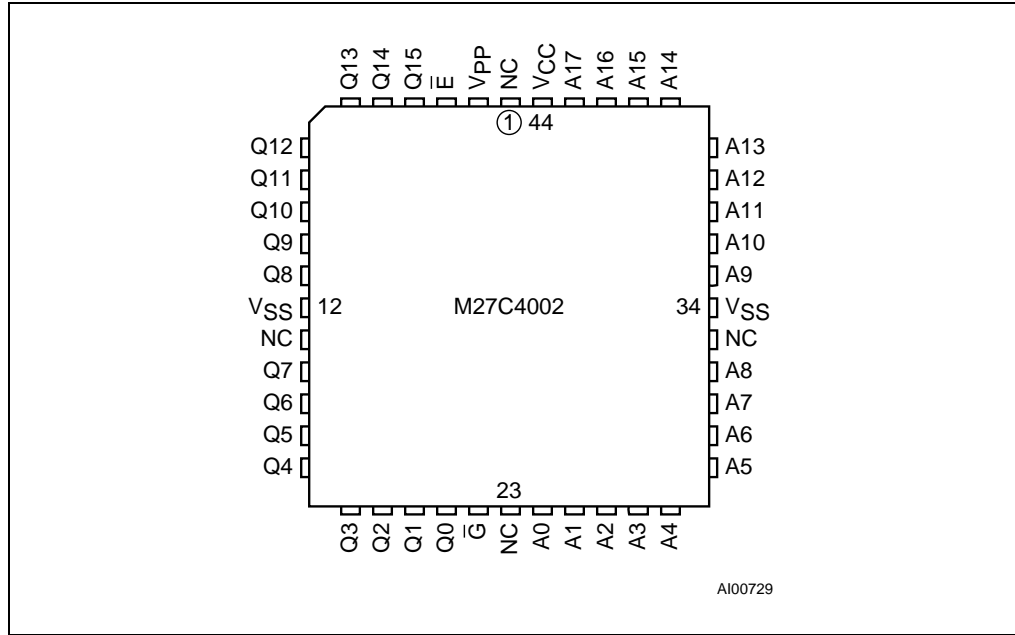 Q13 Q14 Q15 E̅ VPP NC VCC A17 A16 A15 A14
① 44
Q12 A13
Q11 A12
Q10 A11
Q9 A10
Q8 A9
VSS 12 M27C4002 34 VSS
NC NC
Q7 A8
Q6 A7
Q5 A6
Q4 A5
23
Q3 Q2 Q1 Q0 G̅ NC A0 A1 A2 A3 A4
AI00729